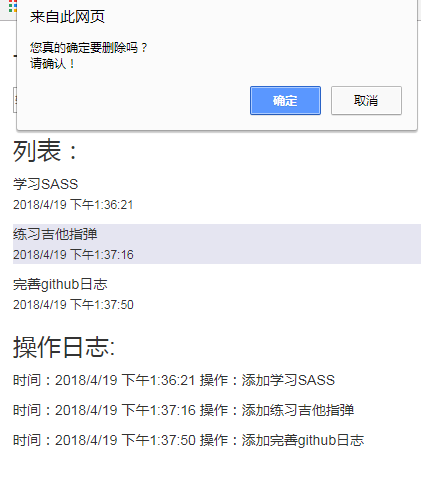 来自此网页
您真的确定要删除吗？
请确认！
确定
取消
列表：
学习SASS
2018/4/19 下午1:36:21
练习吉他指弹
2018/4/19 下午1:37:16
完善github日志
2018/4/19 下午1:37:50
操作日志:
时间：2018/4/19 下午1:36:21 操作：添加学习SASS
时间：2018/4/19 下午1:37:16 操作：添加练习吉他指弹
时间：2018/4/19 下午1:37:50 操作：添加完善github日志